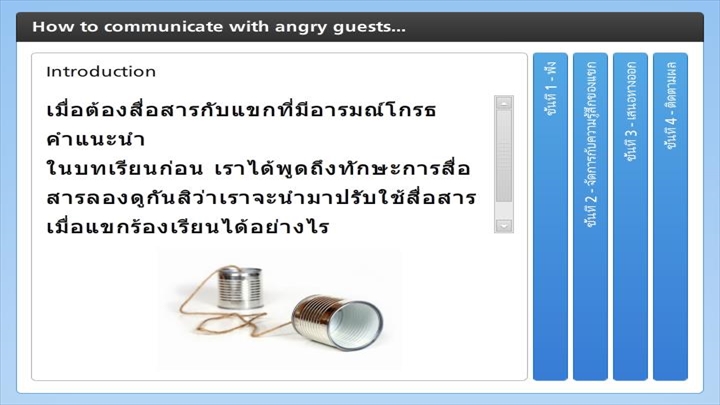 How to communicate with angry guests...
Introduction
เมื่อต้องสื่อสารกับแขกที่มีอารมณ์โกรธ
คำแนะนำ
ในบทเรียนก่อน เราได้พูดถึงทักษะการสื่อ
สารลองดูกันสิว่าเราจะนำมาปรับใช้สื่อสาร
เมื่อแขกร้องเรียนได้อย่างไร
ขั้นที่ 1 - ฟัง
ขั้นที่ 2 - จัดการกับความรู้สึกของแขก
ขั้นที่ 3 - เสนอทางออก
ขั้นที่ 4 - ติดตามผล